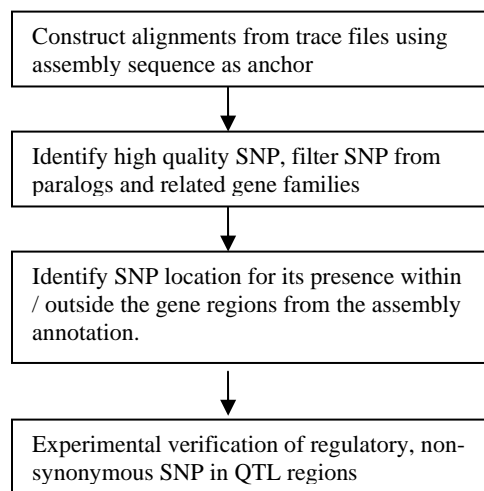 Construct alignments from trace files using
assembly sequence as anchor
Identify high quality SNP, filter SNP from
paralogs and related gene families
Identify SNP location for its presence within
/ outside the gene regions from the assembly
annotation.
Experimental verification of regulatory, non-
synonymous SNP in QTL regions